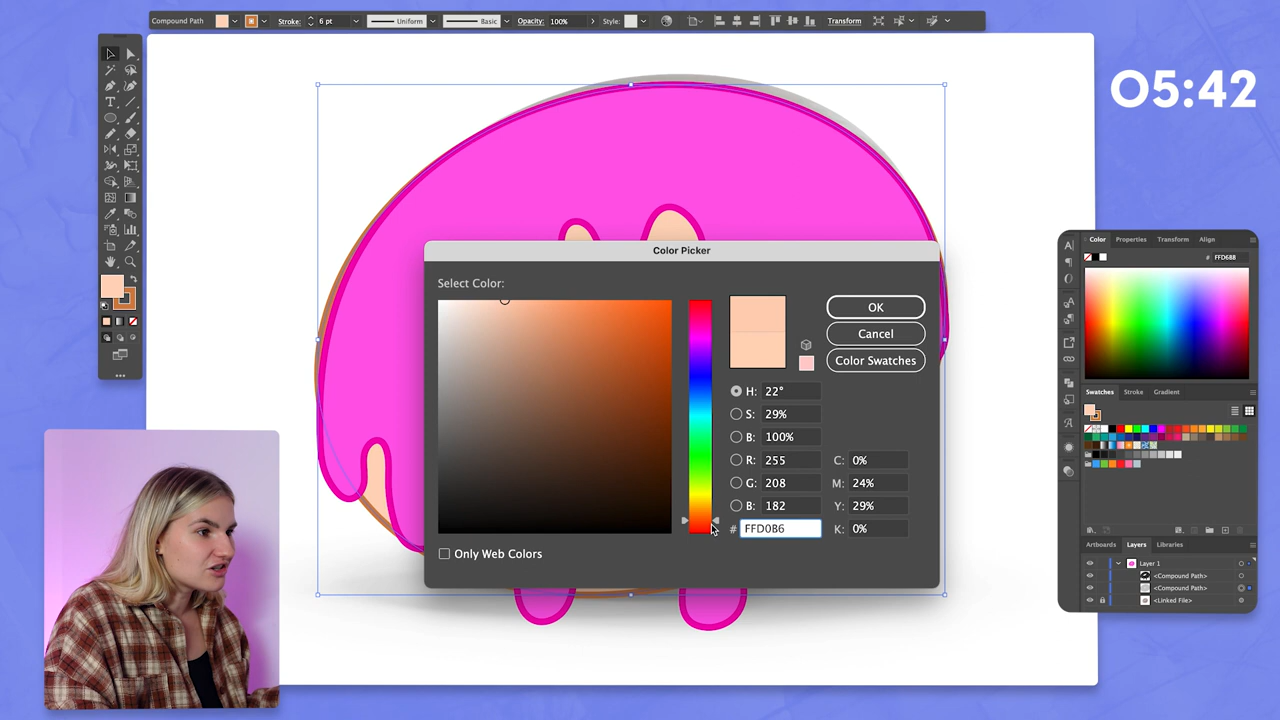 Compound Path Stroke: 6 pt Uniform Basic Opacity: 100% Style: Transform
05:42
Color Picker
Select Color:
OK
Cancel
Color Swatches
H: 22°
S: 29%
B: 100%
R: 255 C: 0%
G: 208 M: 24%
B: 182 Y: 29%
# FFD0B6 K: 0%
Only Web Colors
Color Properties Transform Align
# FFD6B8
Swatches Stroke Gradient
Artboards Layers Libraries
Layer 1
<Compound Path>
<Compound Path>
<Linked File>